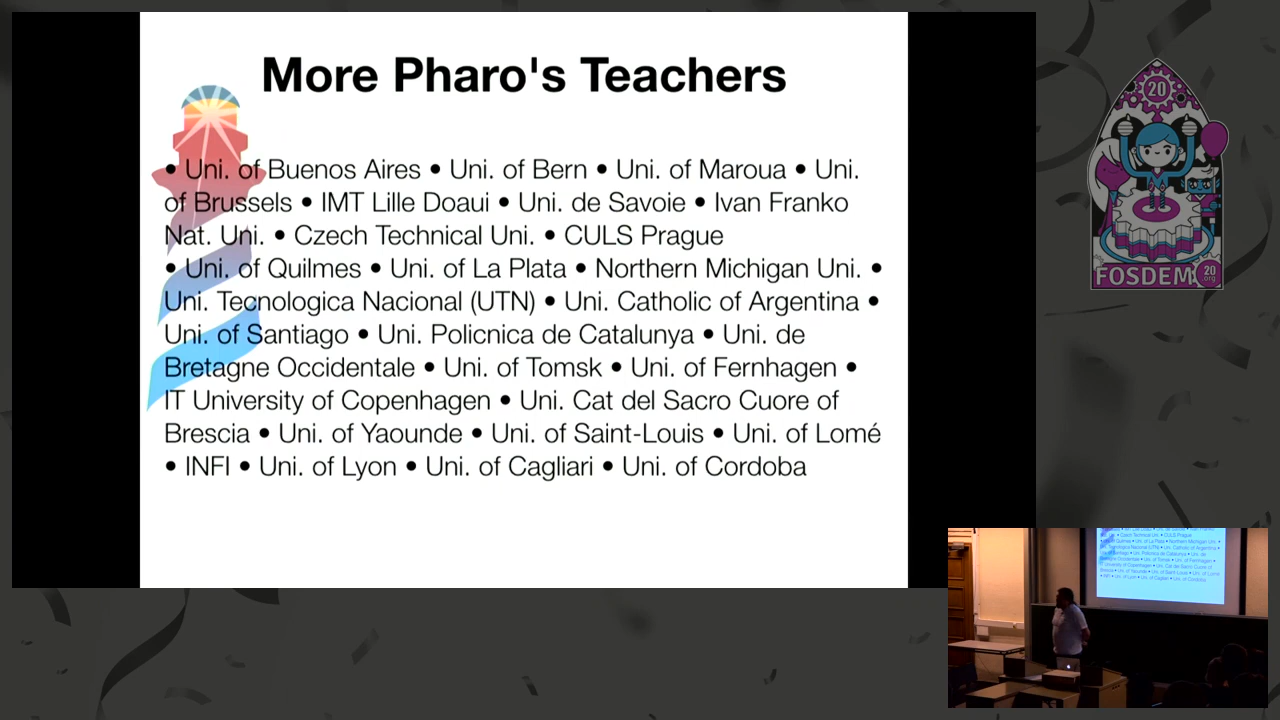 More Pharo's Teachers
• Uni. of Buenos Aires • Uni. of Bern • Uni. of Maroua • Uni.
of Brussels • IMT Lille Doaui • Uni. de Savoie • Ivan Franko
Nat. Uni. • Czech Technical Uni. • CULS Prague
• Uni. of Quilmes • Uni. of La Plata • Northern Michigan Uni. •
Uni. Tecnologica Nacional (UTN) • Uni. Catholic of Argentina •
Uni. of Santiago • Uni. Policnica de Catalunya • Uni. de
Bretagne Occidentale • Uni. of Tomsk • Uni. of Fernhagen •
IT University of Copenhagen • Uni. Cat del Sacro Cuore of
Brescia • Uni. of Yaounde • Uni. of Saint-Louis • Uni. of Lomé
• INFI • Uni. of Lyon • Uni. of Cagliari • Uni. of Cordoba
20
FOSDEM 20
.org